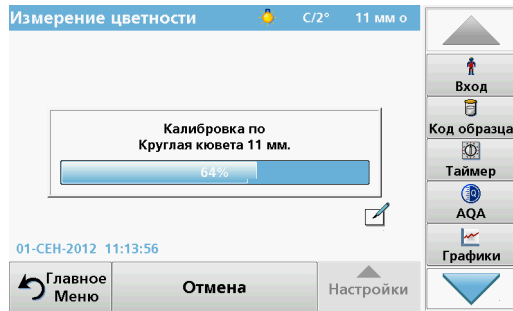 Измерение цветности C/2° 11 мм о
Калибровка по
Круглая кювета 11 мм.
64%
01-СЕН-2012 11:13:56
Главное
Меню
Отмена
Настройки
Вход
Код образца
Таймер
AQA
Графики